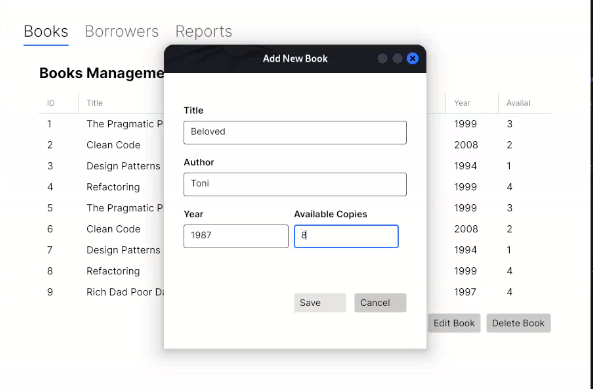 Books Borrowers Reports
Add New Book
Books Manageme
ID Title Year Availal
1 The Pragmatic P 1999 3
2 Clean Code 2008 2
3 Design Patterns 1994 1
4 Refactoring 1999 4
5 The Pragmatic P 1999 3
6 Clean Code 2008 2
7 Design Patterns 1994 1
8 Refactoring 1999 4
9 Rich Dad Poor Da 1997 4
Title
Beloved
Author
Toni
Year Available Copies
1987 8
Save Cancel
Edit Book Delete Book